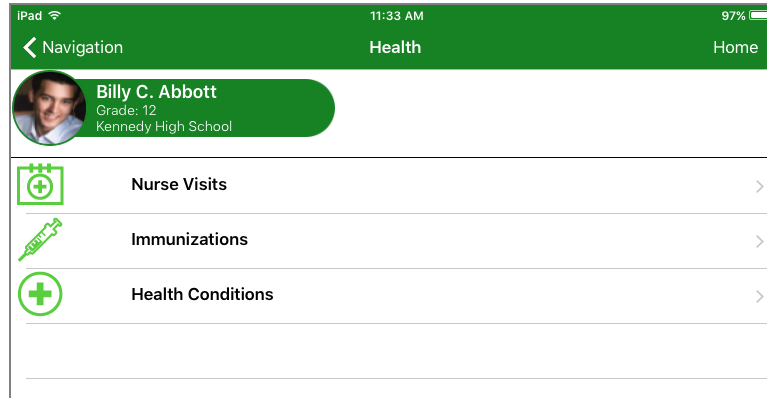 iPad 11:33 AM 97%
Navigation Health Home
Billy C. Abbott
Grade: 12
Kennedy High School
Nurse Visits
Immunizations
Health Conditions